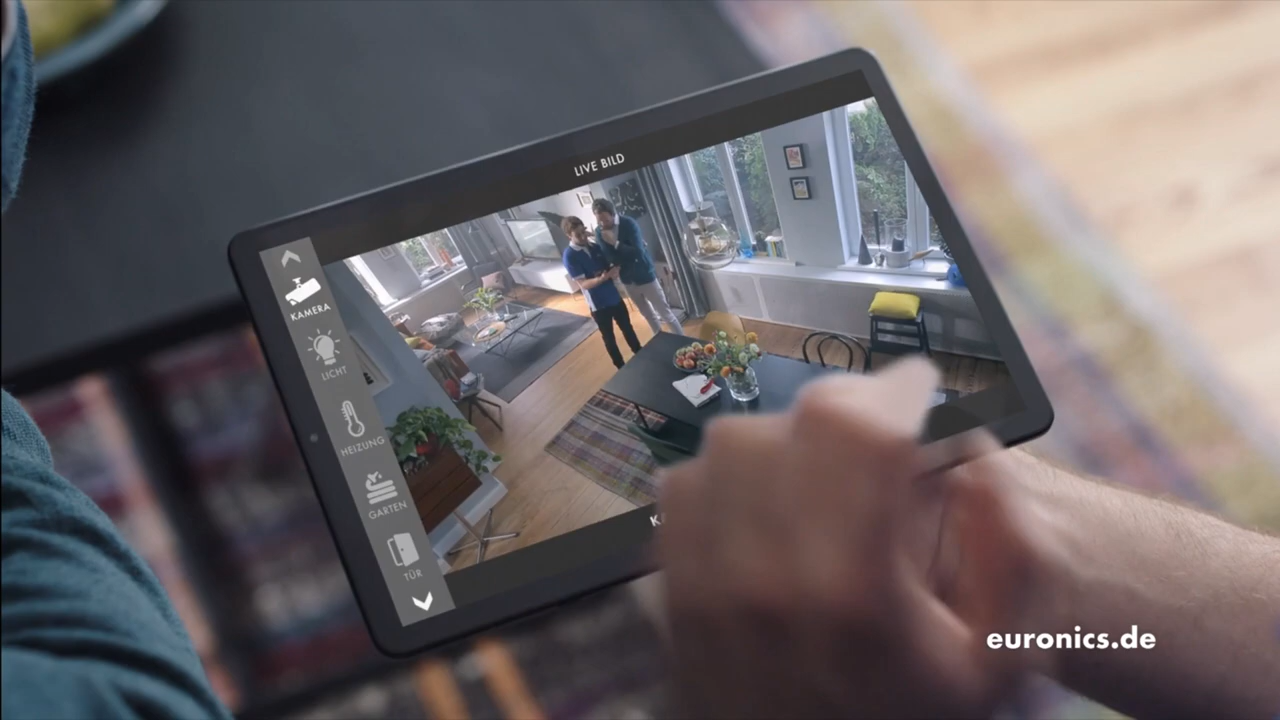 LIVE BILD
KAMERA
LICHT
HEIZUNG
GARTEN
TÜR
euronics.de